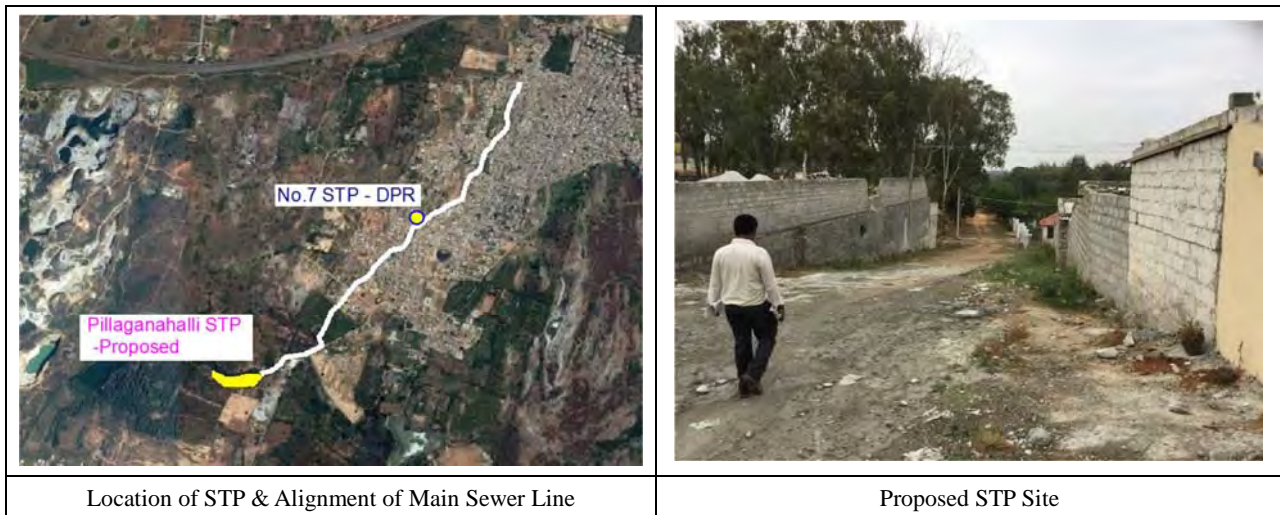 No.7 STP - DPR
Pillaganahalli STP
-Proposed
Location of STP & Alignment of Main Sewer Line
Proposed STP Site